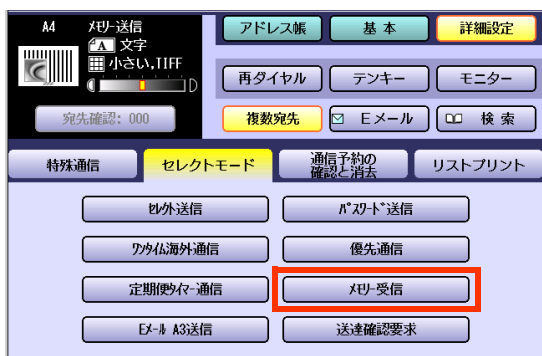 A4 ﾒﾓﾘｰ送信
A 文字
小さい,TIFF
D
宛先確認: 000
アドレス帳 基本 詳細設定
再ダイヤル テンキー モニター
複数宛先 Eメール 検索
特殊通信 セレクトモード 通信予約の確認と消去 リストプリント
ｾﾚｸﾄ送信 ﾊﾟｽﾜｰﾄﾞ送信
ﾜﾝﾀｲﾑ海外通信 優先通信
定期便ﾀｲﾏｰ通信 ﾒﾓﾘｰ受信
Eﾒｰﾙ A3送信 送達確認要求